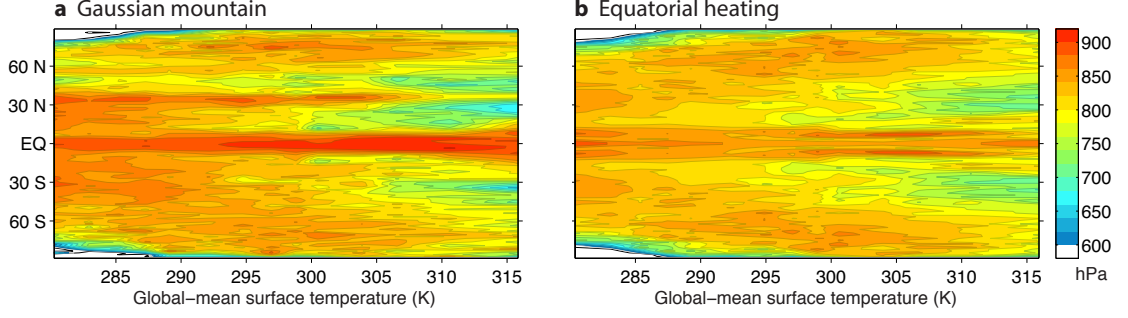 a Gaussian mountain
b Equatorial heating
60 N
30 N
EQ
30 S
60 S
285 290 295 300 305 310 315
Global−mean surface temperature (K)
285 290 295 300 305 310 315
Global−mean surface temperature (K)
900
850
800
750
700
650
600
hPa